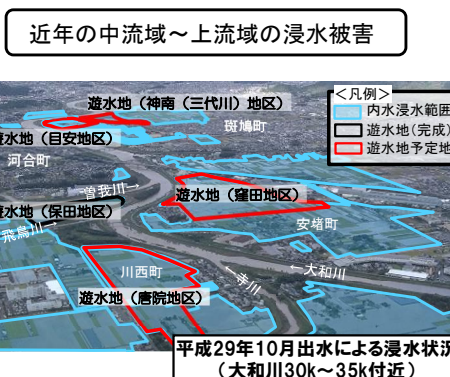 近年の中流域~上流域の浸水被害
<凡例>
内水浸水範囲
遊水地(完成)
遊水地予定地
遊水地(神南(三代川)地区)
斑鳩町
遊水地(目安地区)
河合町
曽我川→
遊水地(窪田地区)
遊水地(保田地区)
飛鳥川→
安堵町
川西町
←寺川
←大和川
遊水地(唐院地区)
平成29年10月出水による浸水状況
(大和川30k~35k付近)